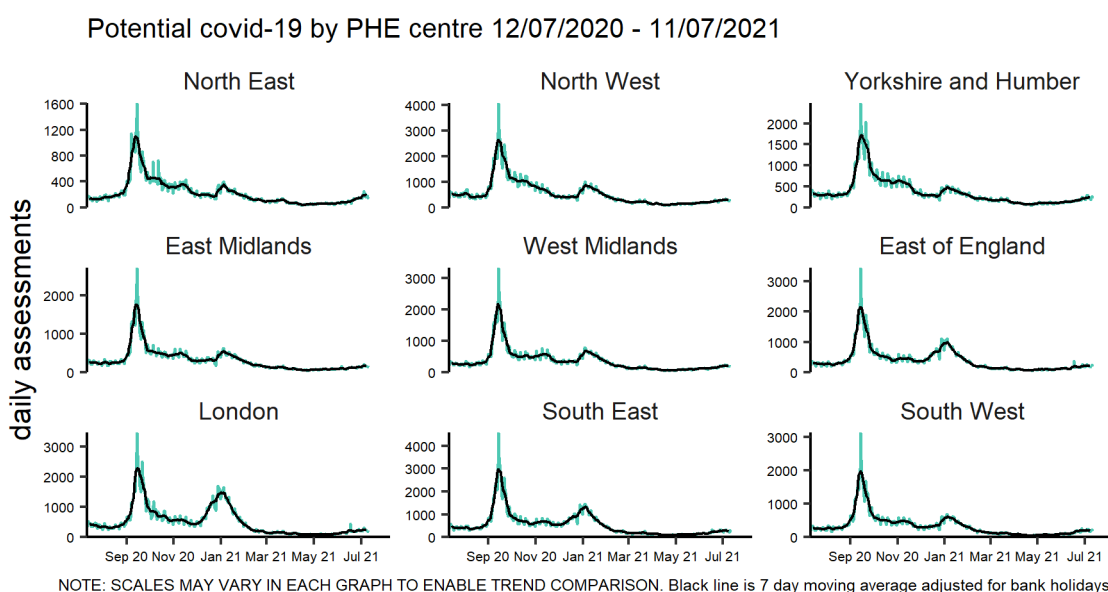 Potential covid-19 by PHE centre 12/07/2020 - 11/07/2021
North East
North West
Yorkshire and Humber
1600
1200
800
400
0
4000
3000
2000
1000
0
2000
1500
1000
500
0
daily assessments
East Midlands
West Midlands
East of England
2000
1000
0
3000
2000
1000
0
3000
2000
1000
0
London
South East
South West
3000
2000
1000
0
4000
3000
2000
1000
0
3000
2000
1000
0
Sep 20 Nov 20 Jan 21 Mar 21 May 21 Jul 21
Sep 20 Nov 20 Jan 21 Mar 21 May 21 Jul 21
Sep 20 Nov 20 Jan 21 Mar 21 May 21 Jul 21
NOTE: SCALES MAY VARY IN EACH GRAPH TO ENABLE TREND COMPARISON. Black line is 7 day moving average adjusted for bank holidays